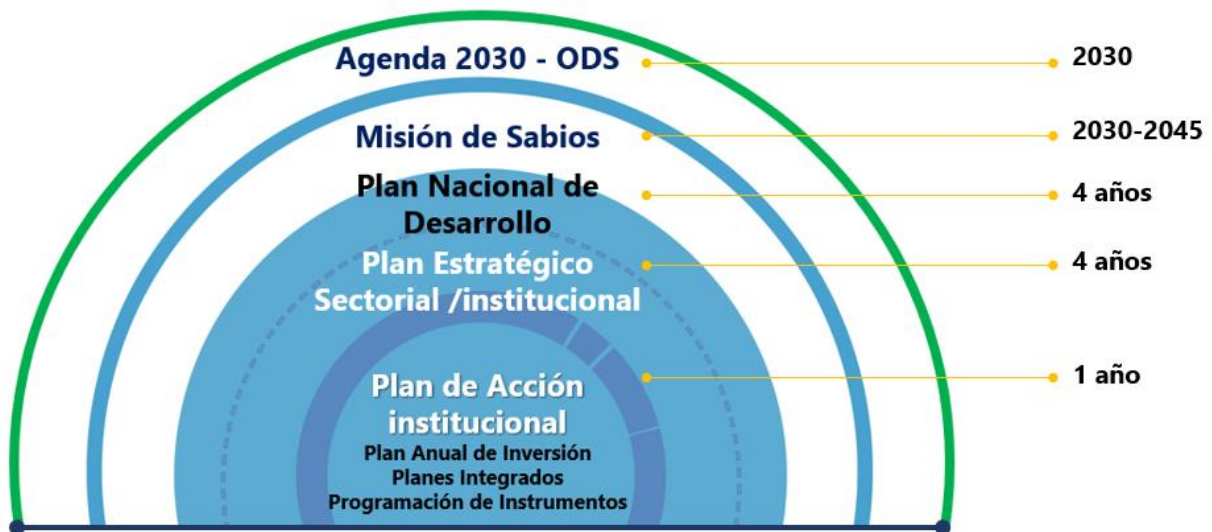 Agenda 2030 - ODS
2030
Misión de Sabios
2030-2045
Plan Nacional de
Desarrollo
4 años
Plan Estratégico
Sectorial /institucional
4 años
Plan de Acción
institucional
1 año
Plan Anual de Inversión
Planes Integrados
Programación de Instrumentos